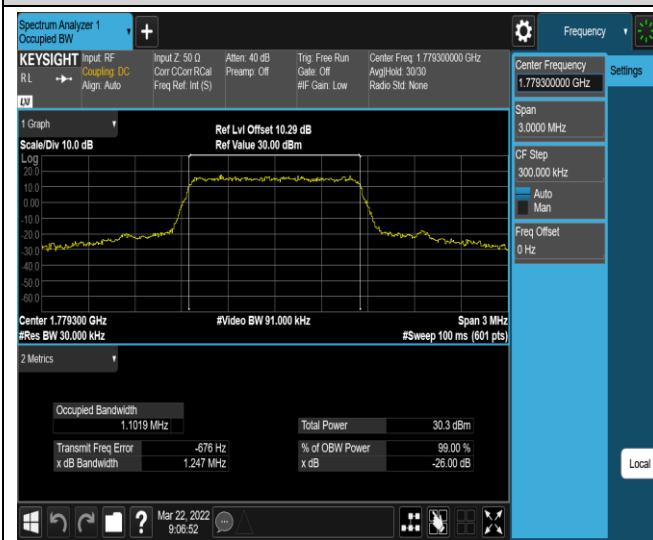 Spectrum Analyzer 1
Occupied BW
+
Frequency
KEYSIGHT
RL
LXI
Input: RF
Coupling: DC
Align: Auto
Input Z: 50 Ω
Corr CCorr RCal
Freq Ref: Int (S)
Atten: 40 dB
Preamp: Off
Trig: Free Run
Gate: Off
#IF Gain: Low
Center Freq: 1.779300000 GHz
Avg|Hold: 30/30
Radio Std: None
Center Frequency
1.779300000 GHz
Settings
Span
3.0000 MHz
CF Step
300.000 kHz
Auto
Man
Freq Offset
0 Hz
1 Graph
Scale/Div 10.0 dB
Ref Lvl Offset 10.29 dB
Ref Value 30.00 dBm
Log
20.0
10.0
0.00
-10.0
-20.0
-30.0
-40.0
-50.0
-60.0
Center 1.779300 GHz
#Video BW 91.000 kHz
Span 3 MHz
#Res BW 30.000 kHz
#Sweep 100 ms (601 pts)
2 Metrics
Occupied Bandwidth
1.1019 MHz
Total Power 30.3 dBm
Transmit Freq Error -676 Hz
% of OBW Power 99.00 %
x dB Bandwidth 1.247 MHz
x dB -26.00 dB
Local
?
Mar 22, 2022
9:06:52